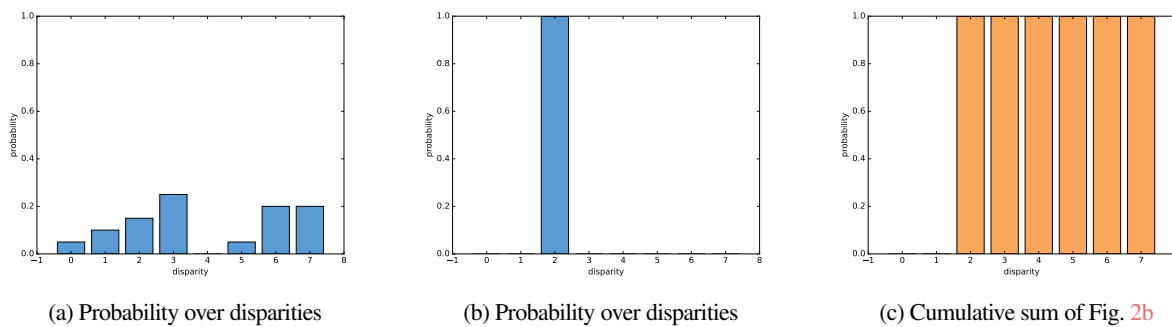 1.0
0.8
0.6
0.4
0.2
0.0
probability
−1 0 1 2 3 4 5 6 7 8
disparity
(a) Probability over disparities
1.0
0.8
0.6
0.4
0.2
0.0
probability
−1 0 1 2 3 4 5 6 7 8
disparity
(b) Probability over disparities
1.0
0.8
0.6
0.4
0.2
0.0
probability
−1 0 1 2 3 4 5 6 7
disparity
(c) Cumulative sum of Fig. 2b